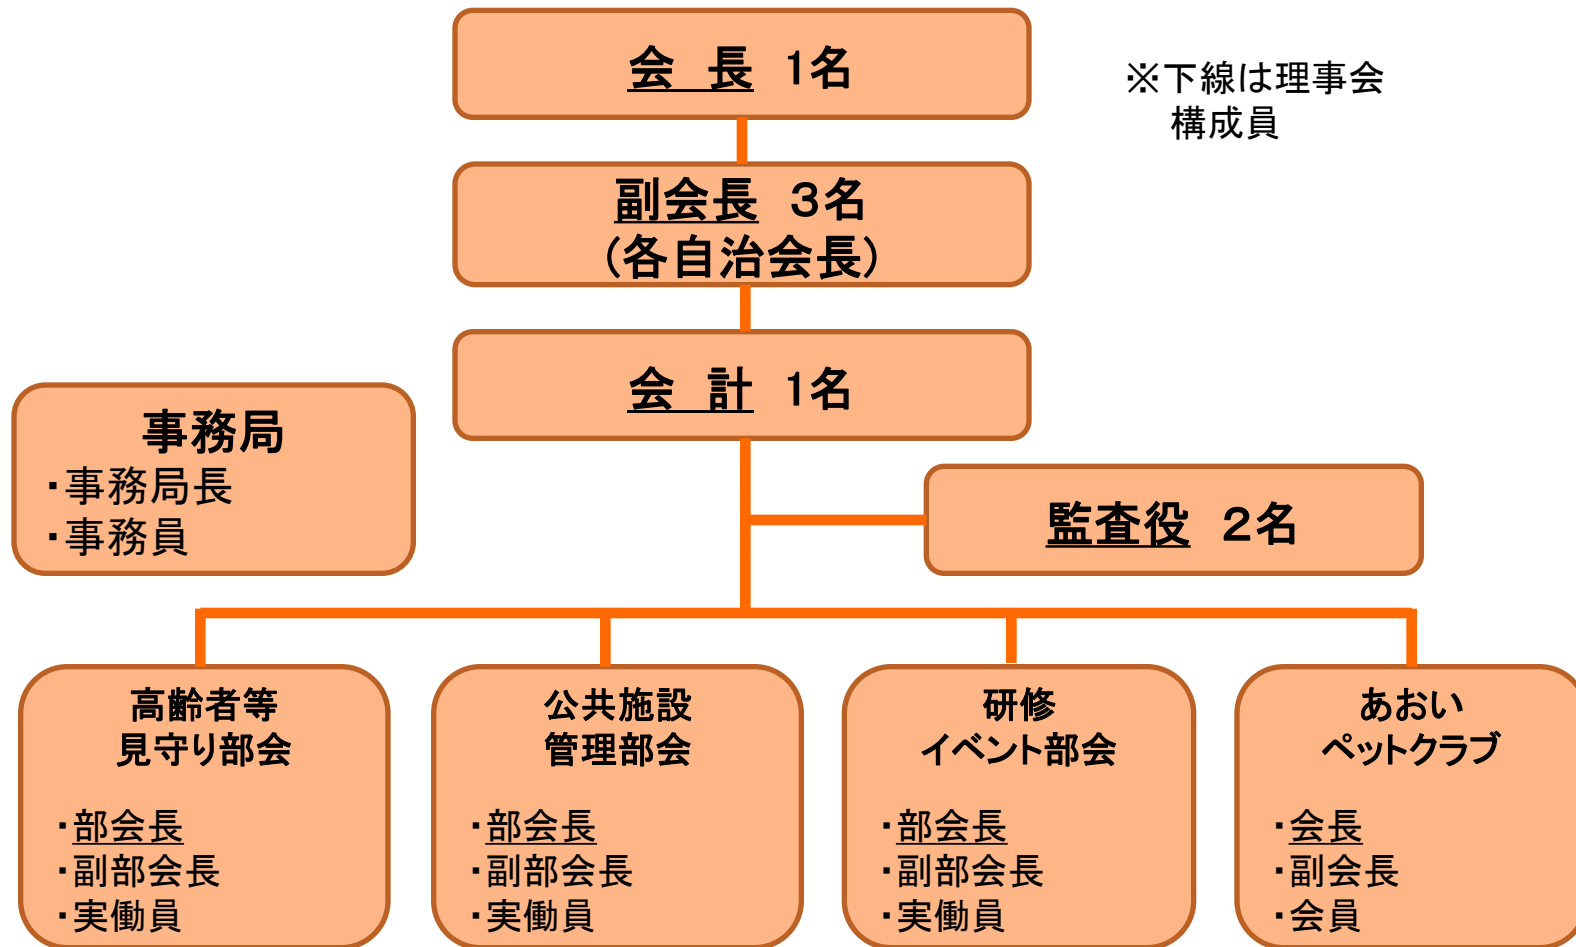 会　長　1名
※下線は理事会
構成員
副会長　３名
（各自治会長）
会　計　1名
事務局
・事務局長
・事務員
監査役　２名
高齢者等
見守り部会
・部会長
・副部会長
・実働員
公共施設
管理部会
・部会長
・副部会長
・実働員
研修
イベント部会
・部会長
・副部会長
・実働員
あおい
ペットクラブ
・会長
・副会長
・会員